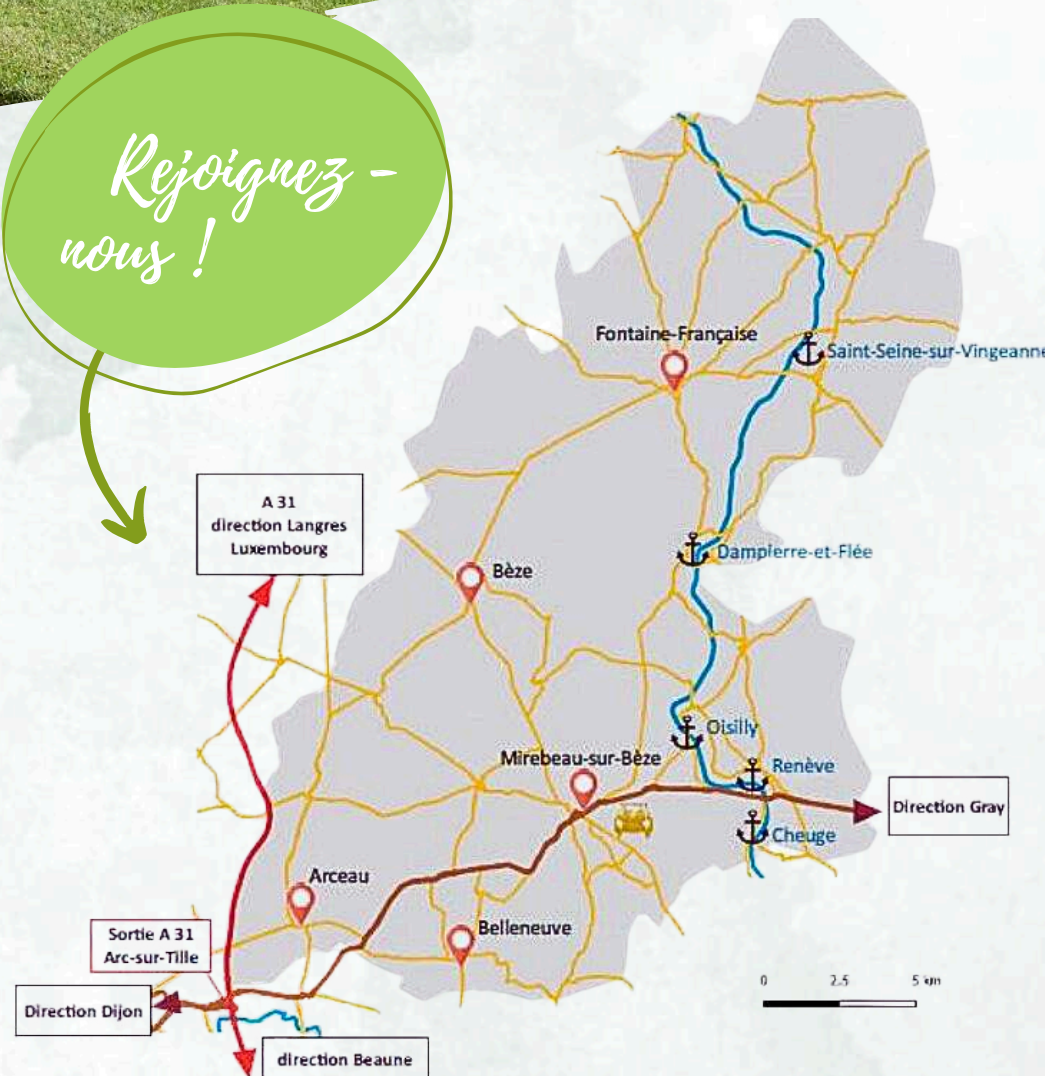 Rejoignez -
nous !
Fontaine-Française
Saint-Seine-sur-Vingeanne
A 31
direction Langres
Luxembourg
Dampierre-et-Flée
Bèze
Oisilly
Mirebeau-sur-Bèze
Renève
Direction Gray
Cheuge
Arceau
Belleneuve
Sortie A 31
Arc-sur-Tille
0 2.5 5 km
Direction Dijon
direction Beaune